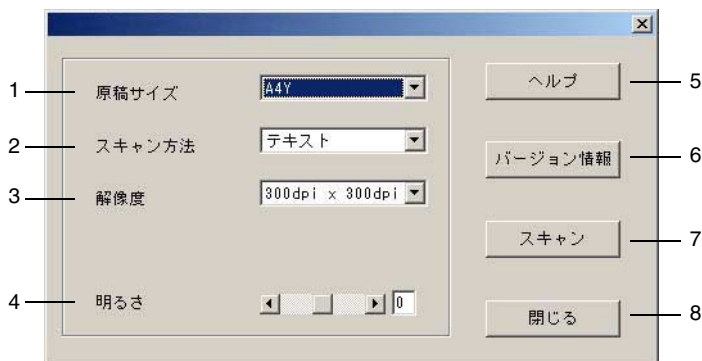 1 原稿サイズ A4Y
2 スキャン方法 テキスト
3 解像度 300dpi × 300dpi
4 明るさ 0
ヘルプ 5
バージョン情報 6
スキャン 7
閉じる 8